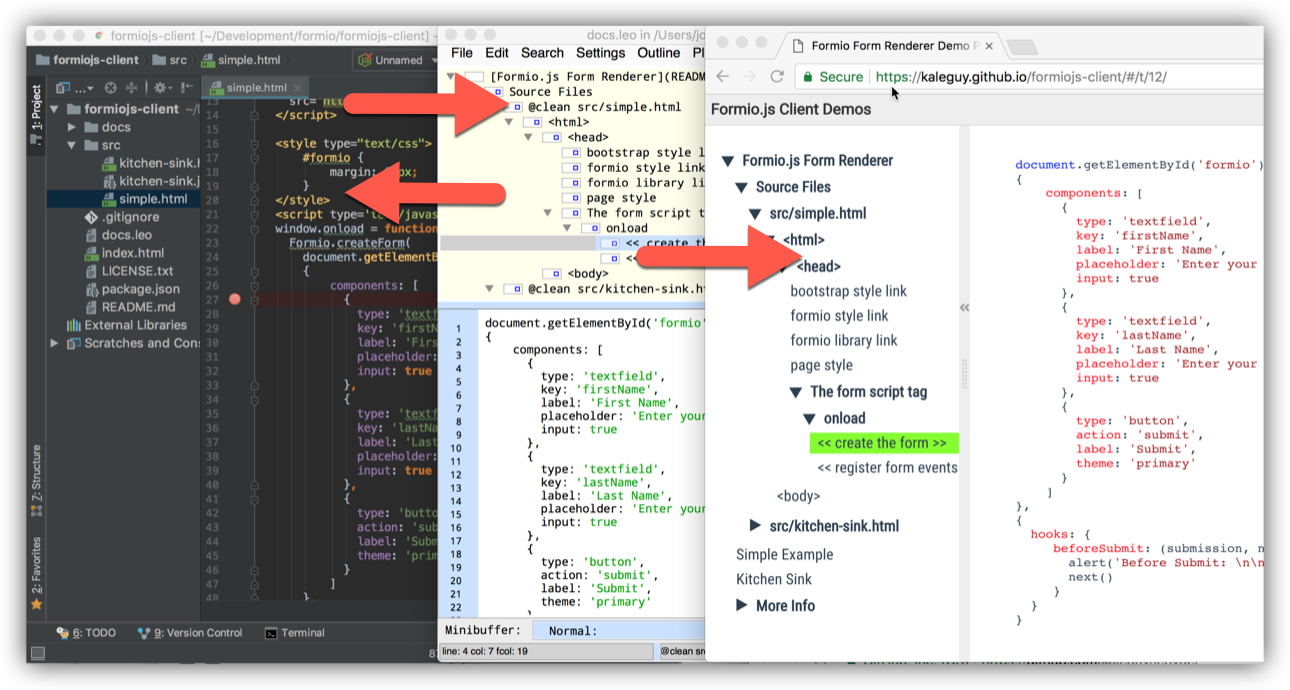 formiojs-client [~/Development/formio/formiojs-client] -
formiojs-client
src
simple.html
Unnamed
1: Project
...
simple.html
formiojs-client
docs
src
kitchen-sink.h
kitchen-sink.j
simple.html
.gitignore
docs.leo
index.html
LICENSE.txt
package.json
README.md
External Libraries
Scratches and Con
7: Structure
2: Favorites
13
14 </script>
15
16 <style type="text/css">
17 #formio {
18 margin: px;
19 }
20 </style>
21 <script type='text/javas
22 window.onload = function
23 Formio.createForm(
24 document.getElementB
25 {
26 components: [
27 {
28 type: 'textf
29 key: 'firstN
30 label: 'Firs
31 placeholder:
32 input: true
33 },
34 {
35 type: 'textf
36 key: 'lastNa
37 label: 'Last
38 placeholder:
39 input: true
40 },
41 {
42 type: 'butto
43 action: 'sub
44 label: 'Subm
45 theme: 'prim
46 }
47 ]
48 },
6: TODO
9: Version Control
Terminal
docs.leo in /Users/jo
File Edit Search Settings Outline Pl
[Formio.js Form Renderer](READM
Source Files
@clean src/simple.html
<html>
<head>
bootstrap style l
formio style link
formio library li
page style
The form script t
onload
<< create th
<<
<body>
@clean src/kitchen-sink.ht
1 document.getElementById('formio'
2 {
3 components: [
4 {
5 type: 'textfield',
6 key: 'firstName',
7 label: 'First Name',
8 placeholder: 'Enter your
9 input: true
10 },
11 {
12 type: 'textfield',
13 key: 'lastName',
14 label: 'Last Name',
15 placeholder: 'Enter your
16 input: true
17 },
18 {
19 type: 'button',
20 action: 'submit',
21 label: 'Submit',
22 theme: 'primary'
Minibuffer: Normal:
line: 4 col: 7 fcol: 19
@clean src
Formio Form Renderer Demo P
Secure
https://kaleguy.github.io/formiojs-client/#/t/12/
Formio.js Client Demos
Formio.js Form Renderer
Source Files
src/simple.html
<html>
<head>
bootstrap style link
formio style link
formio library link
page style
The form script tag
onload
<< create the form >>
<< register form events
<body>
src/kitchen-sink.html
Simple Example
Kitchen Sink
More Info
«
document.getElementById('formio')
{
components: [
{
type: 'textfield',
key: 'firstName',
label: 'First Name',
placeholder: 'Enter your
input: true
},
{
type: 'textfield',
key: 'lastName',
label: 'Last Name',
placeholder: 'Enter your
input: true
},
{
type: 'button',
action: 'submit',
label: 'Submit',
theme: 'primary'
}
]
},
{
hooks: {
beforeSubmit: (submission, n
alert('Before Submit: \n\n
next()
}
}
}